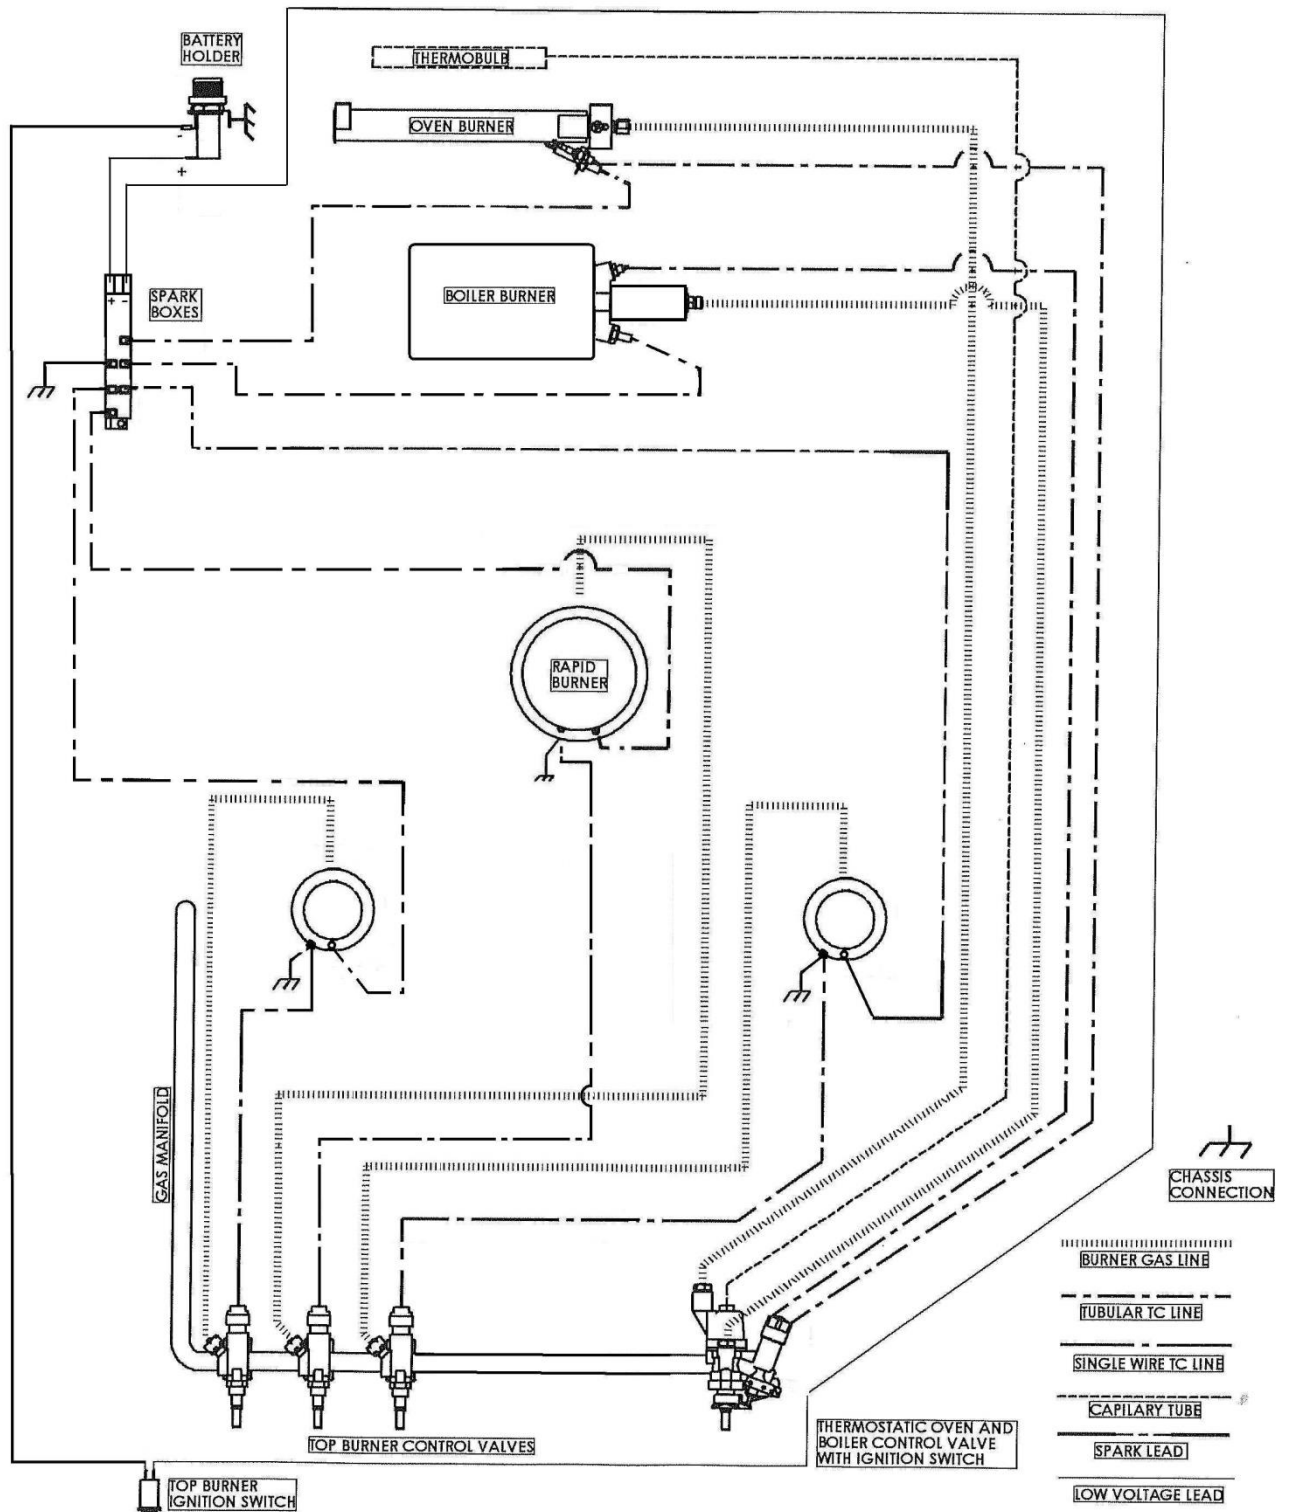 BATTERY
HOLDER
THERMOBULB
OVEN BURNER
-
+
BOILER BURNER
SPARK
BOXES
+ -
RAPID
BURNER
GAS MANIFOLD
CHASSIS
CONNECTION
BURNER GAS LINE
TUBULAR TC LINE
SINGLE WIRE TC LINE
CAPILARY TUBE
SPARK LEAD
LOW VOLTAGE LEAD
TOP BURNER CONTROL VALVES
THERMOSTATIC OVEN AND
BOILER CONTROL VALVE
WITH IGNITION SWITCH
TOP BURNER
IGNITION SWITCH